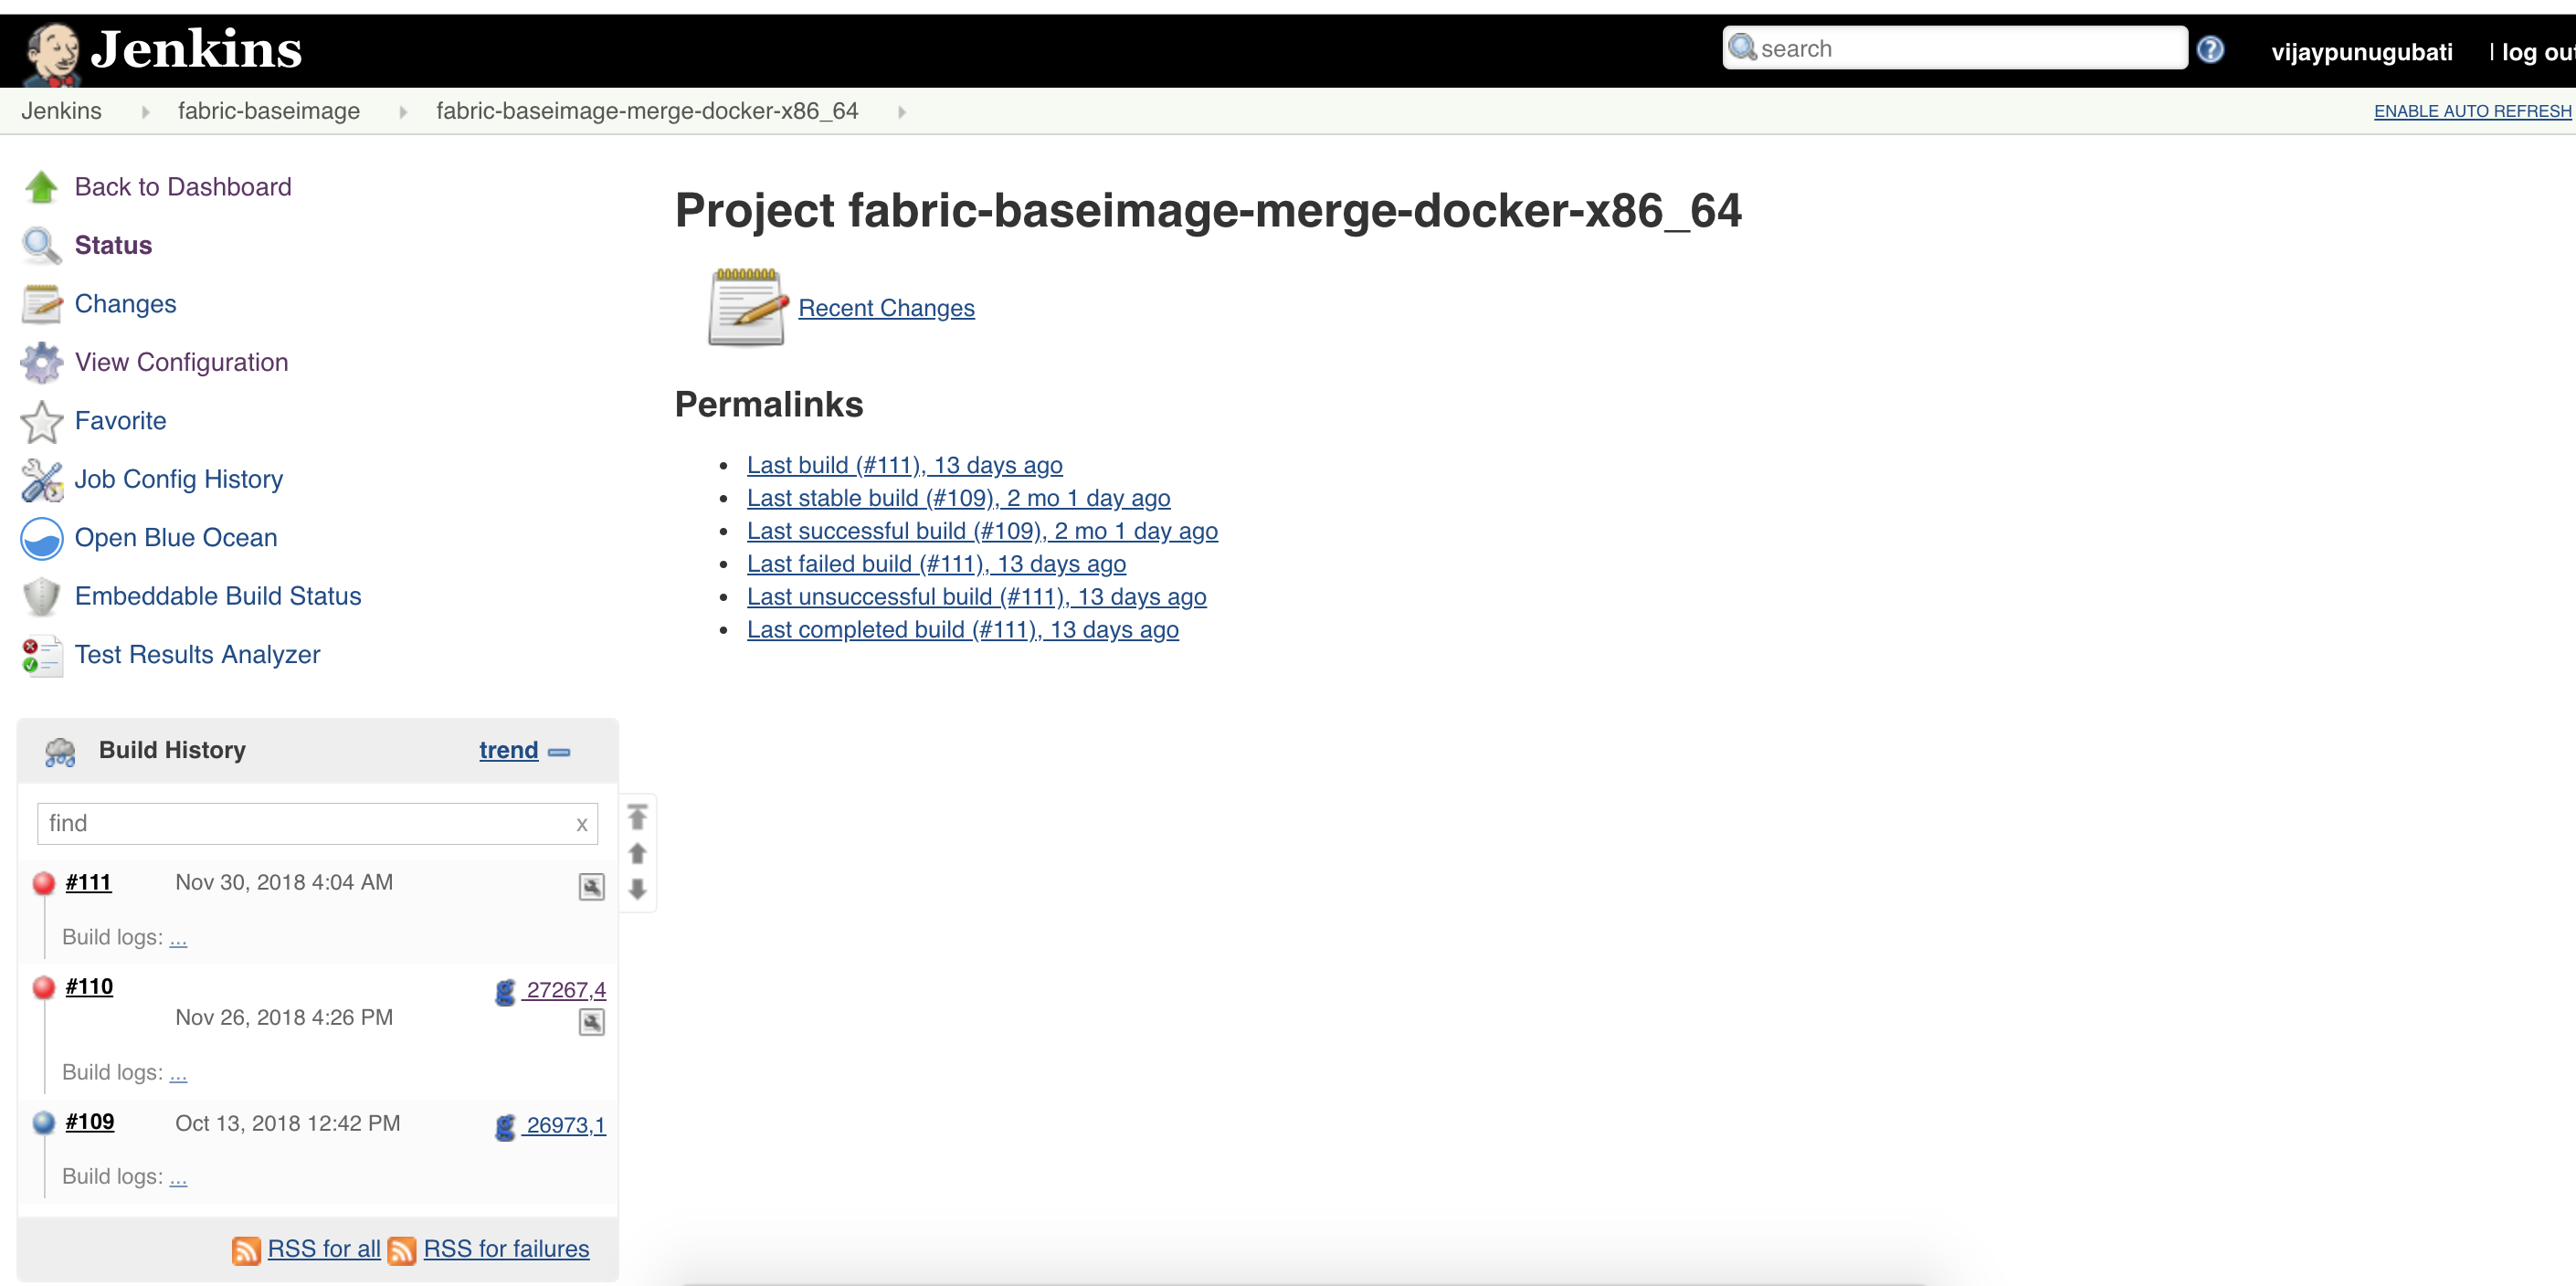 Jenkins
search
vijaypunugubati
| log out
Jenkins
fabric-baseimage
fabric-baseimage-merge-docker-x86_64
ENABLE AUTO REFRESH
Back to Dashboard
Status
Changes
View Configuration
Favorite
Job Config History
Open Blue Ocean
Embeddable Build Status
Test Results Analyzer
Project fabric-baseimage-merge-docker-x86_64
Recent Changes
Permalinks
Last build (#111), 13 days ago
Last stable build (#109), 2 mo 1 day ago
Last successful build (#109), 2 mo 1 day ago
Last failed build (#111), 13 days ago
Last unsuccessful build (#111), 13 days ago
Last completed build (#111), 13 days ago
Build History
trend
find
x
#111 Nov 30, 2018 4:04 AM
Build logs: ...
#110 27267,4
Nov 26, 2018 4:26 PM
Build logs: ...
#109 Oct 13, 2018 12:42 PM 26973,1
Build logs: ...
RSS for all RSS for failures